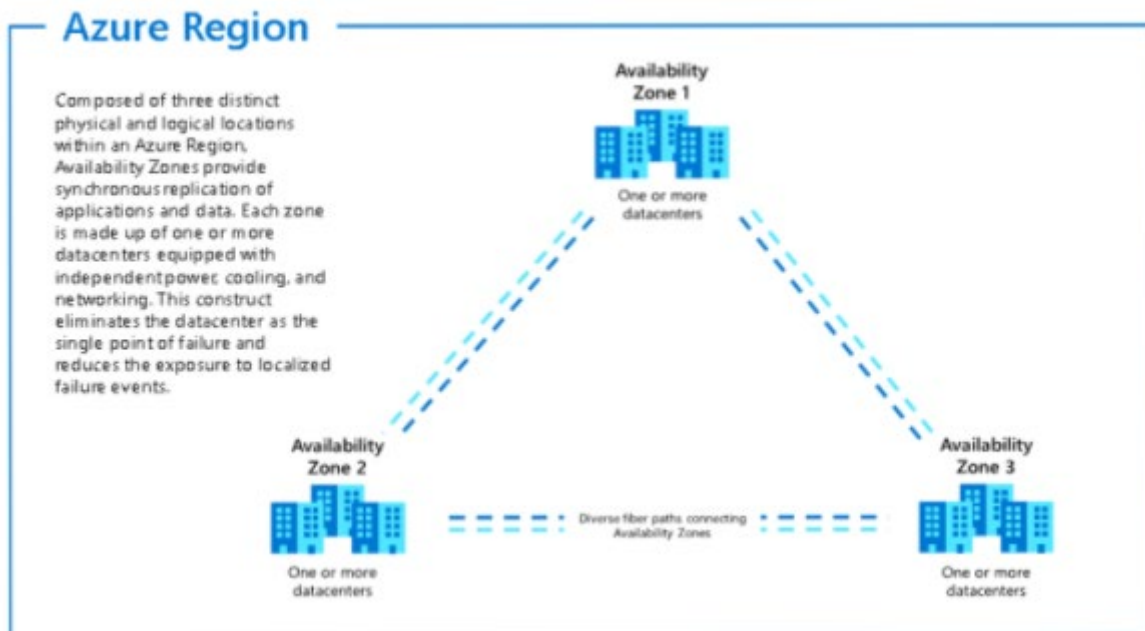 Azure Region
Composed of three distinct
physical and logical locations
within an Azure Region,
Availability Zones provide
synchronous replication of
applications and data. Each zone
is made up of one or more
datacenters equipped with
independent power, cooling, and
networking. This construct
eliminates the datacenter as the
single point of failure and
reduces the exposure to localized
failure events.
Availability
Zone 1
One or more
datacenters
Availability
Zone 2
One or more
datacenters
Diverse fiber paths connecting
Availability Zones
Availability
Zone 3
One or more
datacenters